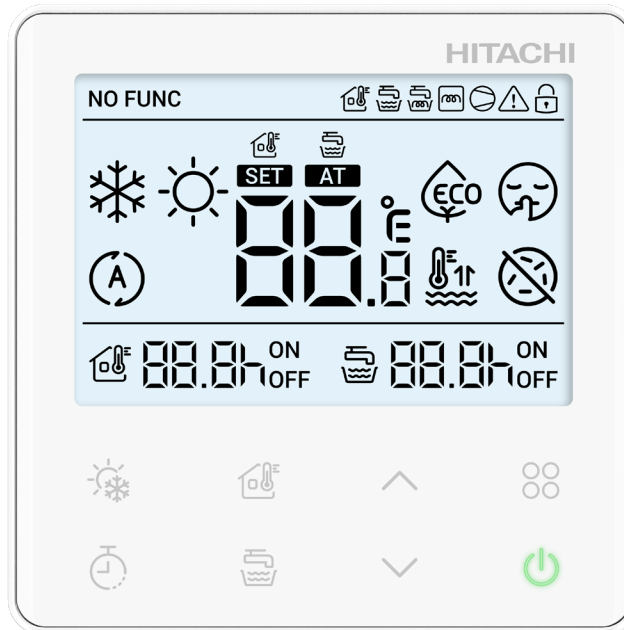 HITACHI
NO FUNC
SET AT
88.8 °E
ECO
A
88.8h ON OFF 88.8h ON OFF